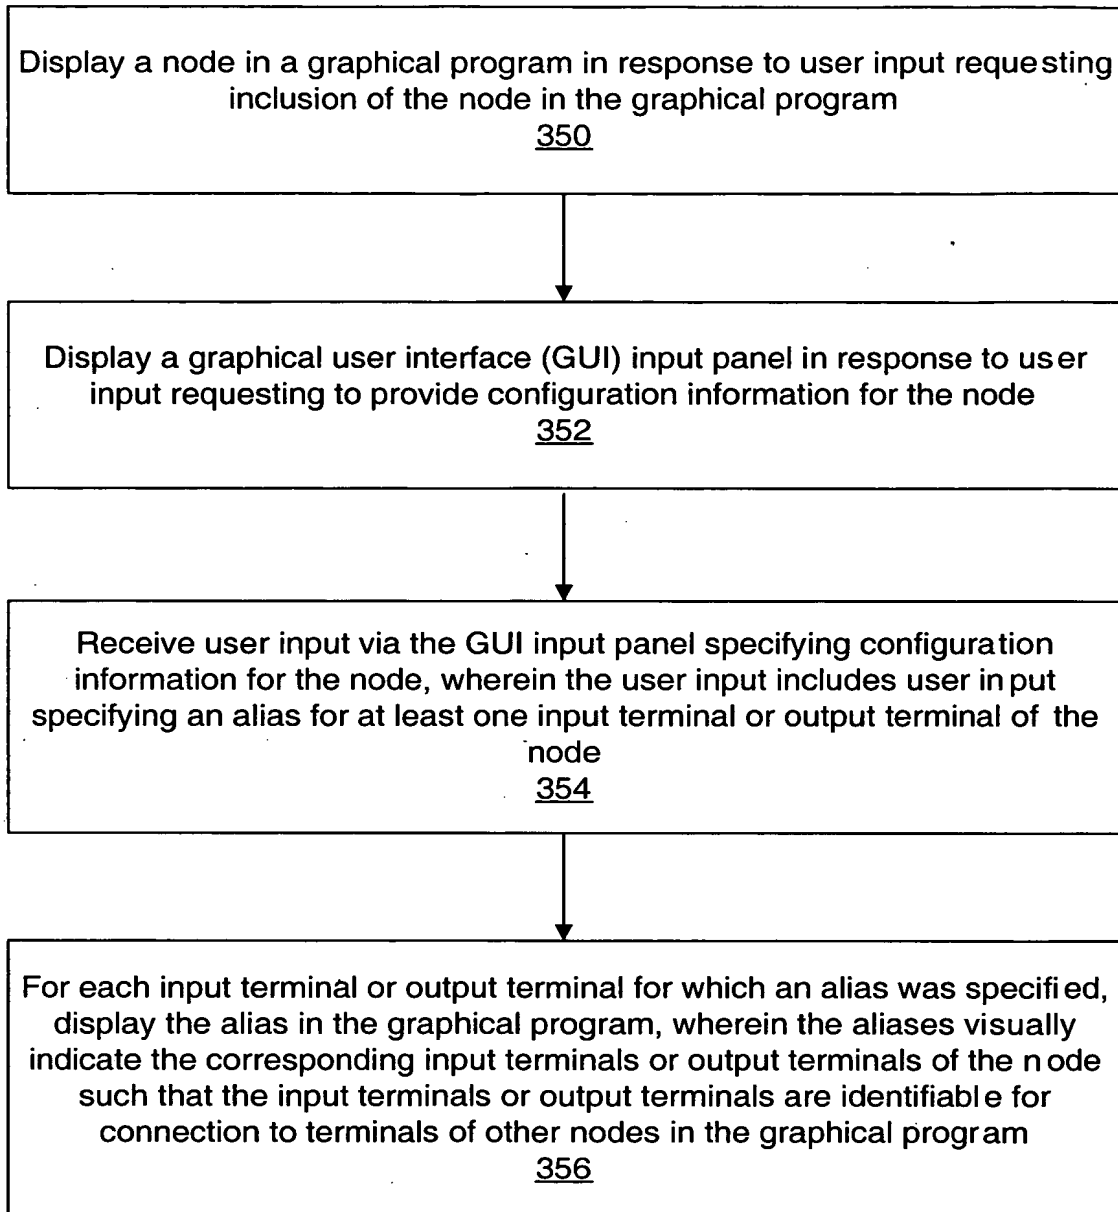 Display a node in a graphical program in response to user input requesting
inclusion of the node in the graphical program
350
Display a graphical user interface (GUI) input panel in response to user
input requesting to provide configuration information for the node
352
Receive user input via the GUI input panel specifying configuration
information for the node, wherein the user input includes user input
specifying an alias for at least one input terminal or output terminal of the
node
354
For each input terminal or output terminal for which an alias was specified,
display the alias in the graphical program, wherein the aliases visually
indicate the corresponding input terminals or output terminals of the node
such that the input terminals or output terminals are identifiable for
connection to terminals of other nodes in the graphical program
356